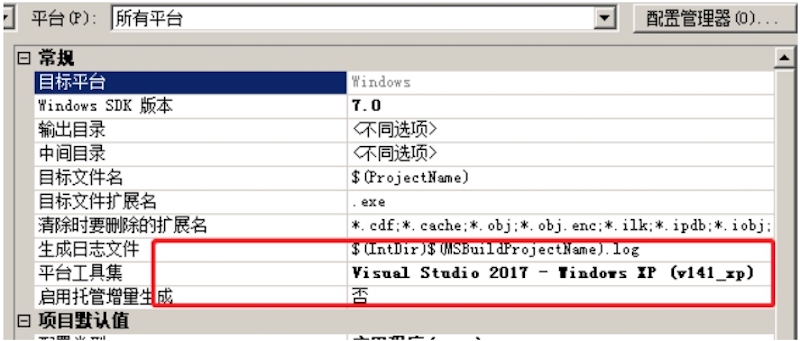 平台(P): 所有平台 配置管理器(O)...
常规
目标平台 Windows
Windows SDK 版本 7.0
输出目录 <不同选项>
中间目录 <不同选项>
目标文件名 $(ProjectName)
目标文件扩展名 .exe
清除时要删除的扩展名 *.cdf;*.cache;*.obj;*.obj.enc;*.ilk;*.ipdb;*.iobj;
生成日志文件 $(IntDir)$(MSBuildProjectName).log
平台工具集 Visual Studio 2017 - Windows XP (v141_xp)
启用托管增量生成 否
项目默认值